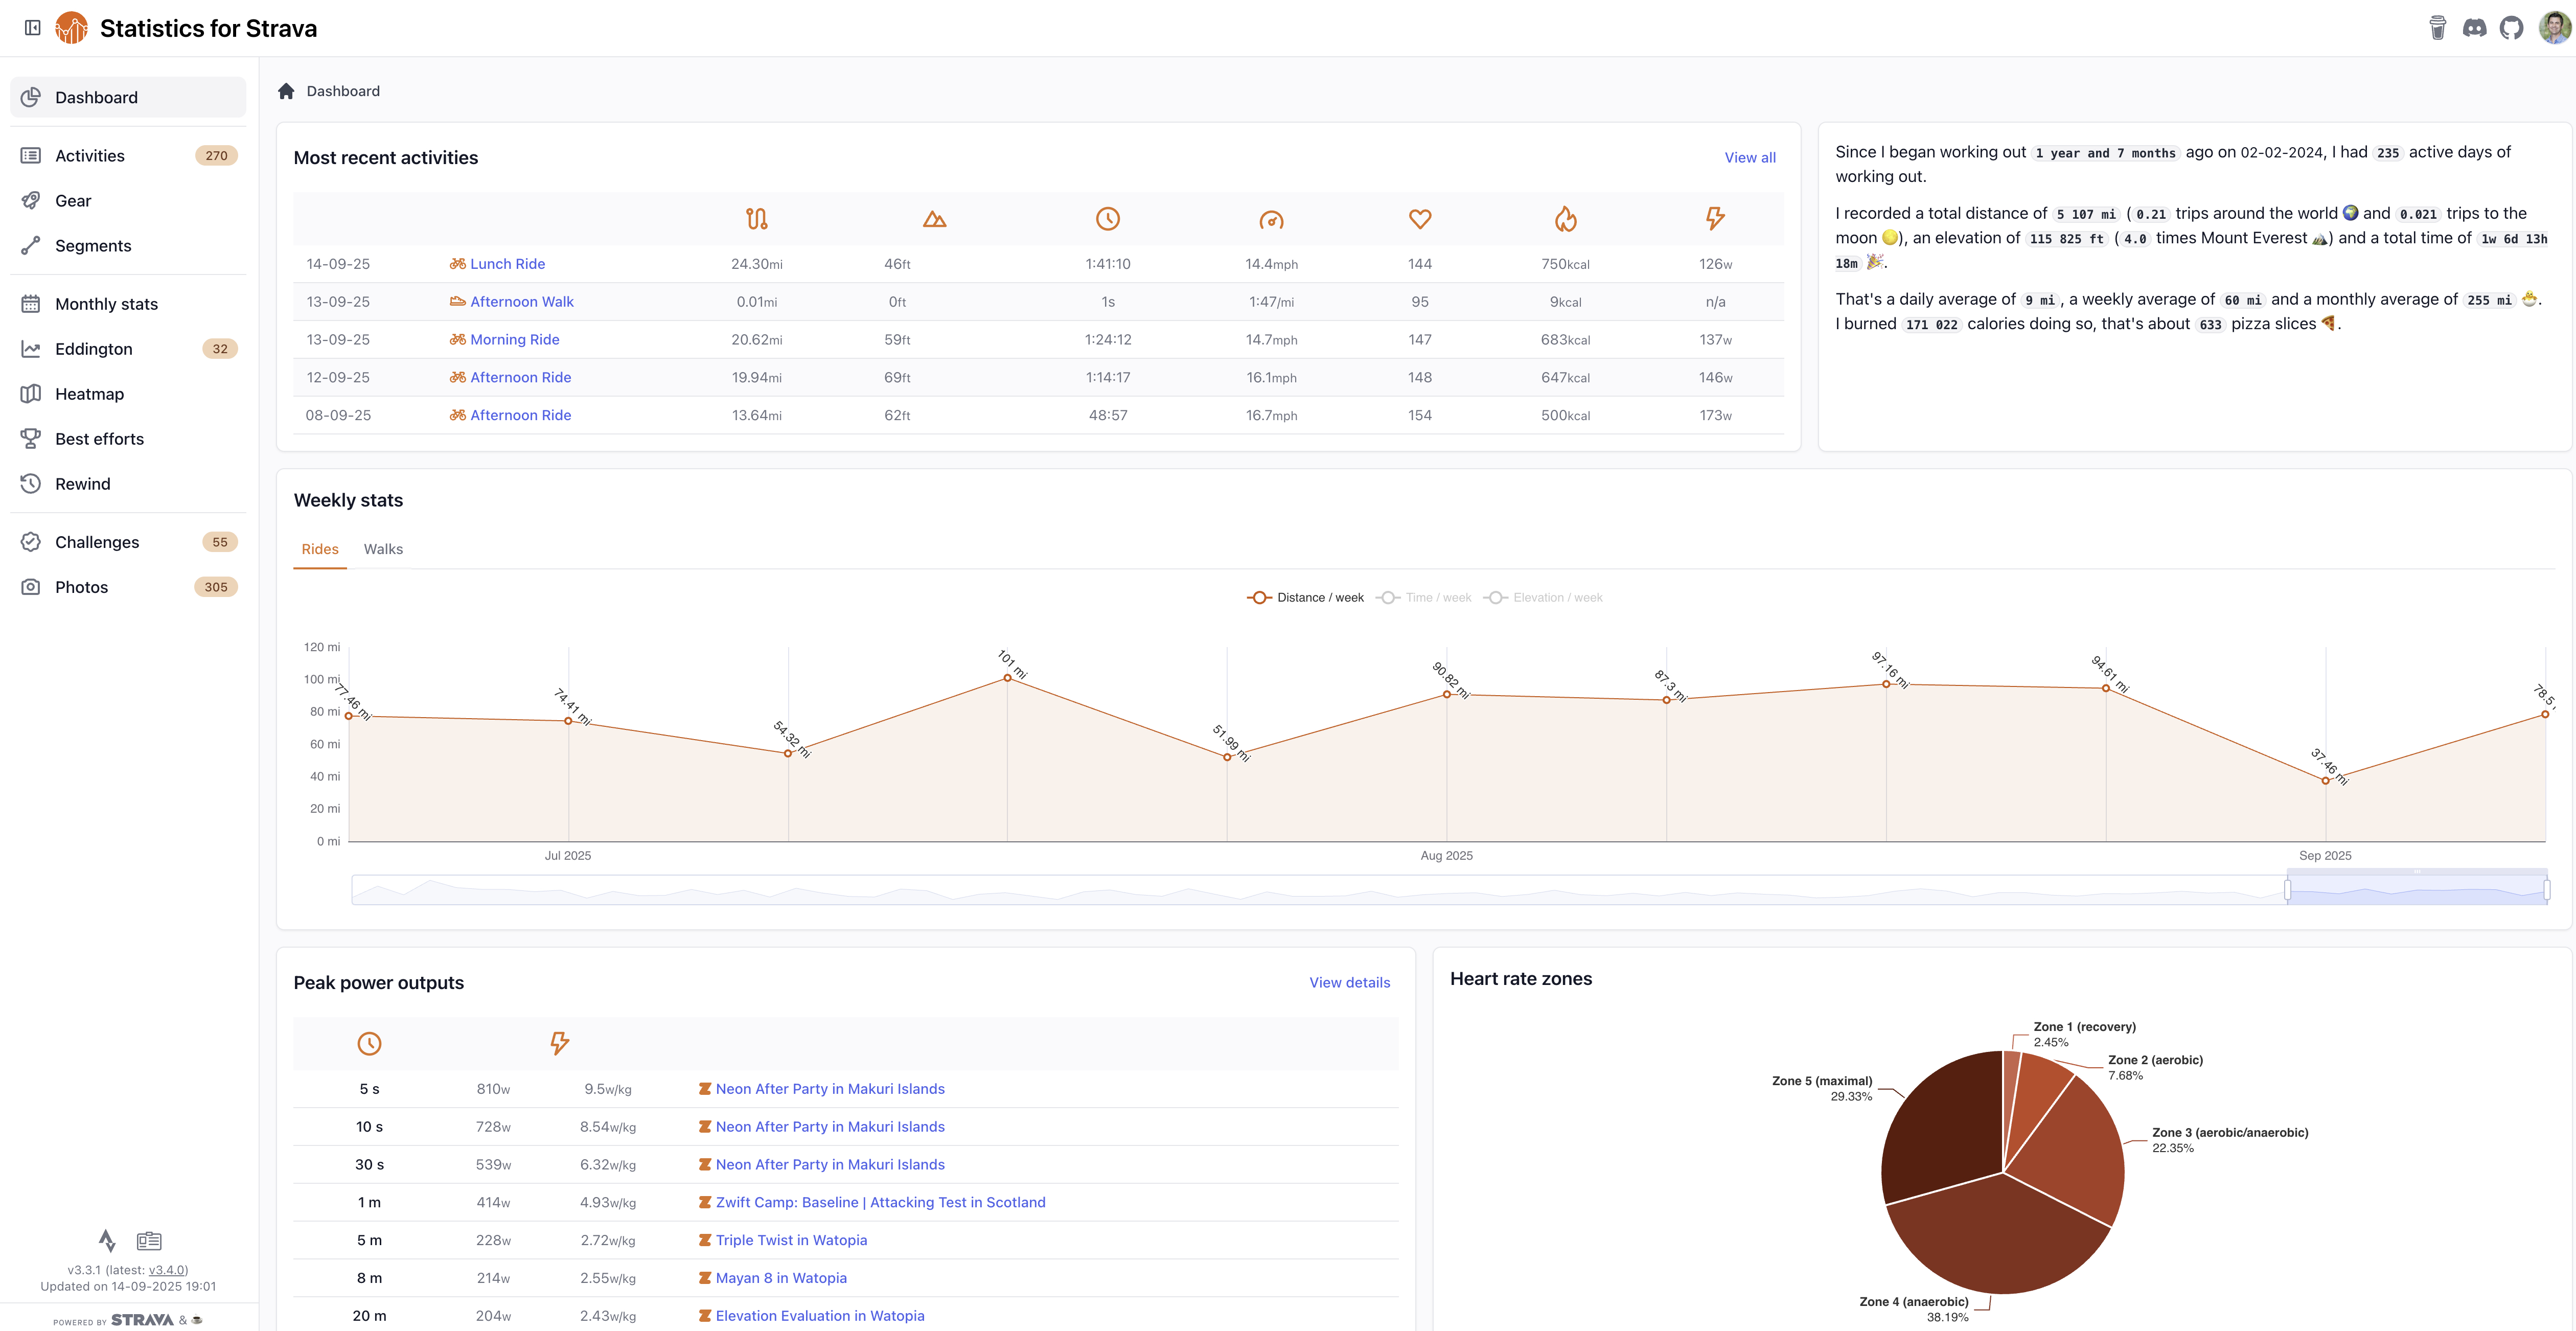 Statistics for Strava
Dashboard
Activities 270
Gear
Segments
Monthly stats
Eddington 32
Heatmap
Best efforts
Rewind
Challenges 55
Photos 305
v3.3.1 (latest: v3.4.0)
Updated on 14-09-2025 19:01
POWERED BY STRAVA & ☕
Dashboard
Most recent activities View all
14-09-25 Lunch Ride 24.30mi 46ft 1:41:10 14.4mph 144 750kcal 126w
13-09-25 Afternoon Walk 0.01mi 0ft 1s 1:47/mi 95 9kcal n/a
13-09-25 Morning Ride 20.62mi 59ft 1:24:12 14.7mph 147 683kcal 137w
12-09-25 Afternoon Ride 19.94mi 69ft 1:14:17 16.1mph 148 647kcal 146w
08-09-25 Afternoon Ride 13.64mi 62ft 48:57 16.7mph 154 500kcal 173w
Since I began working out 1 year and 7 months ago on 02-02-2024, I had 235 active days of
working out.
I recorded a total distance of 5 107 mi ( 0.21 trips around the world 🌍 and 0.021 trips to the
moon 🌕), an elevation of 115 825 ft ( 4.0 times Mount Everest 🏔️) and a total time of 1w 6d 13h
18m 🎉.
That's a daily average of 9 mi , a weekly average of 60 mi and a monthly average of 255 mi 🐣.
I burned 171 022 calories doing so, that's about 633 pizza slices 🍕.
Weekly stats
Rides Walks
Distance / week Time / week Elevation / week
120 mi
100 mi
80 mi
60 mi
40 mi
20 mi
0 mi
77.46 mi
74.41 mi
54.32 mi
101 mi
51.99 mi
90.82 mi
87.3 mi
97.16 mi
94.61 mi
37.46 mi
78.5
Jul 2025 Aug 2025 Sep 2025
Peak power outputs View details
5 s 810w 9.5w/kg Neon After Party in Makuri Islands
10 s 728w 8.54w/kg Neon After Party in Makuri Islands
30 s 539w 6.32w/kg Neon After Party in Makuri Islands
1 m 414w 4.93w/kg Zwift Camp: Baseline | Attacking Test in Scotland
5 m 228w 2.72w/kg Triple Twist in Watopia
8 m 214w 2.55w/kg Mayan 8 in Watopia
20 m 204w 2.43w/kg Elevation Evaluation in Watopia
Heart rate zones
Zone 1 (recovery)
2.45%
Zone 2 (aerobic)
7.68%
Zone 3 (aerobic/anaerobic)
22.35%
Zone 4 (anaerobic)
38.19%
Zone 5 (maximal)
29.33%